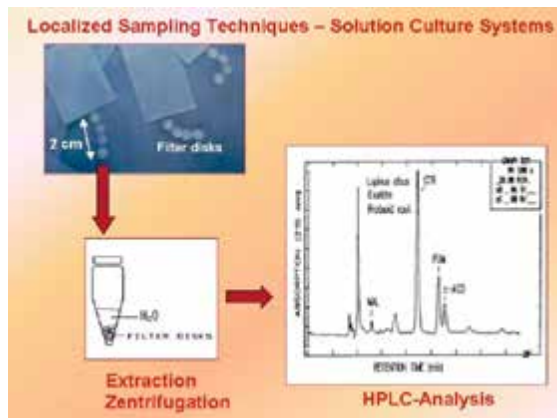 Localized Sampling Techniques – Solution Culture Systems
2 cm
Filter disks
H₂O
FILTER DISKS
Extraction
Zentrifugation
Lupinus albus
Exudate
Proteoid root
CIT
MAL
FUM
t-ACO
RETENTION TIME (min)
HPLC-Analysis